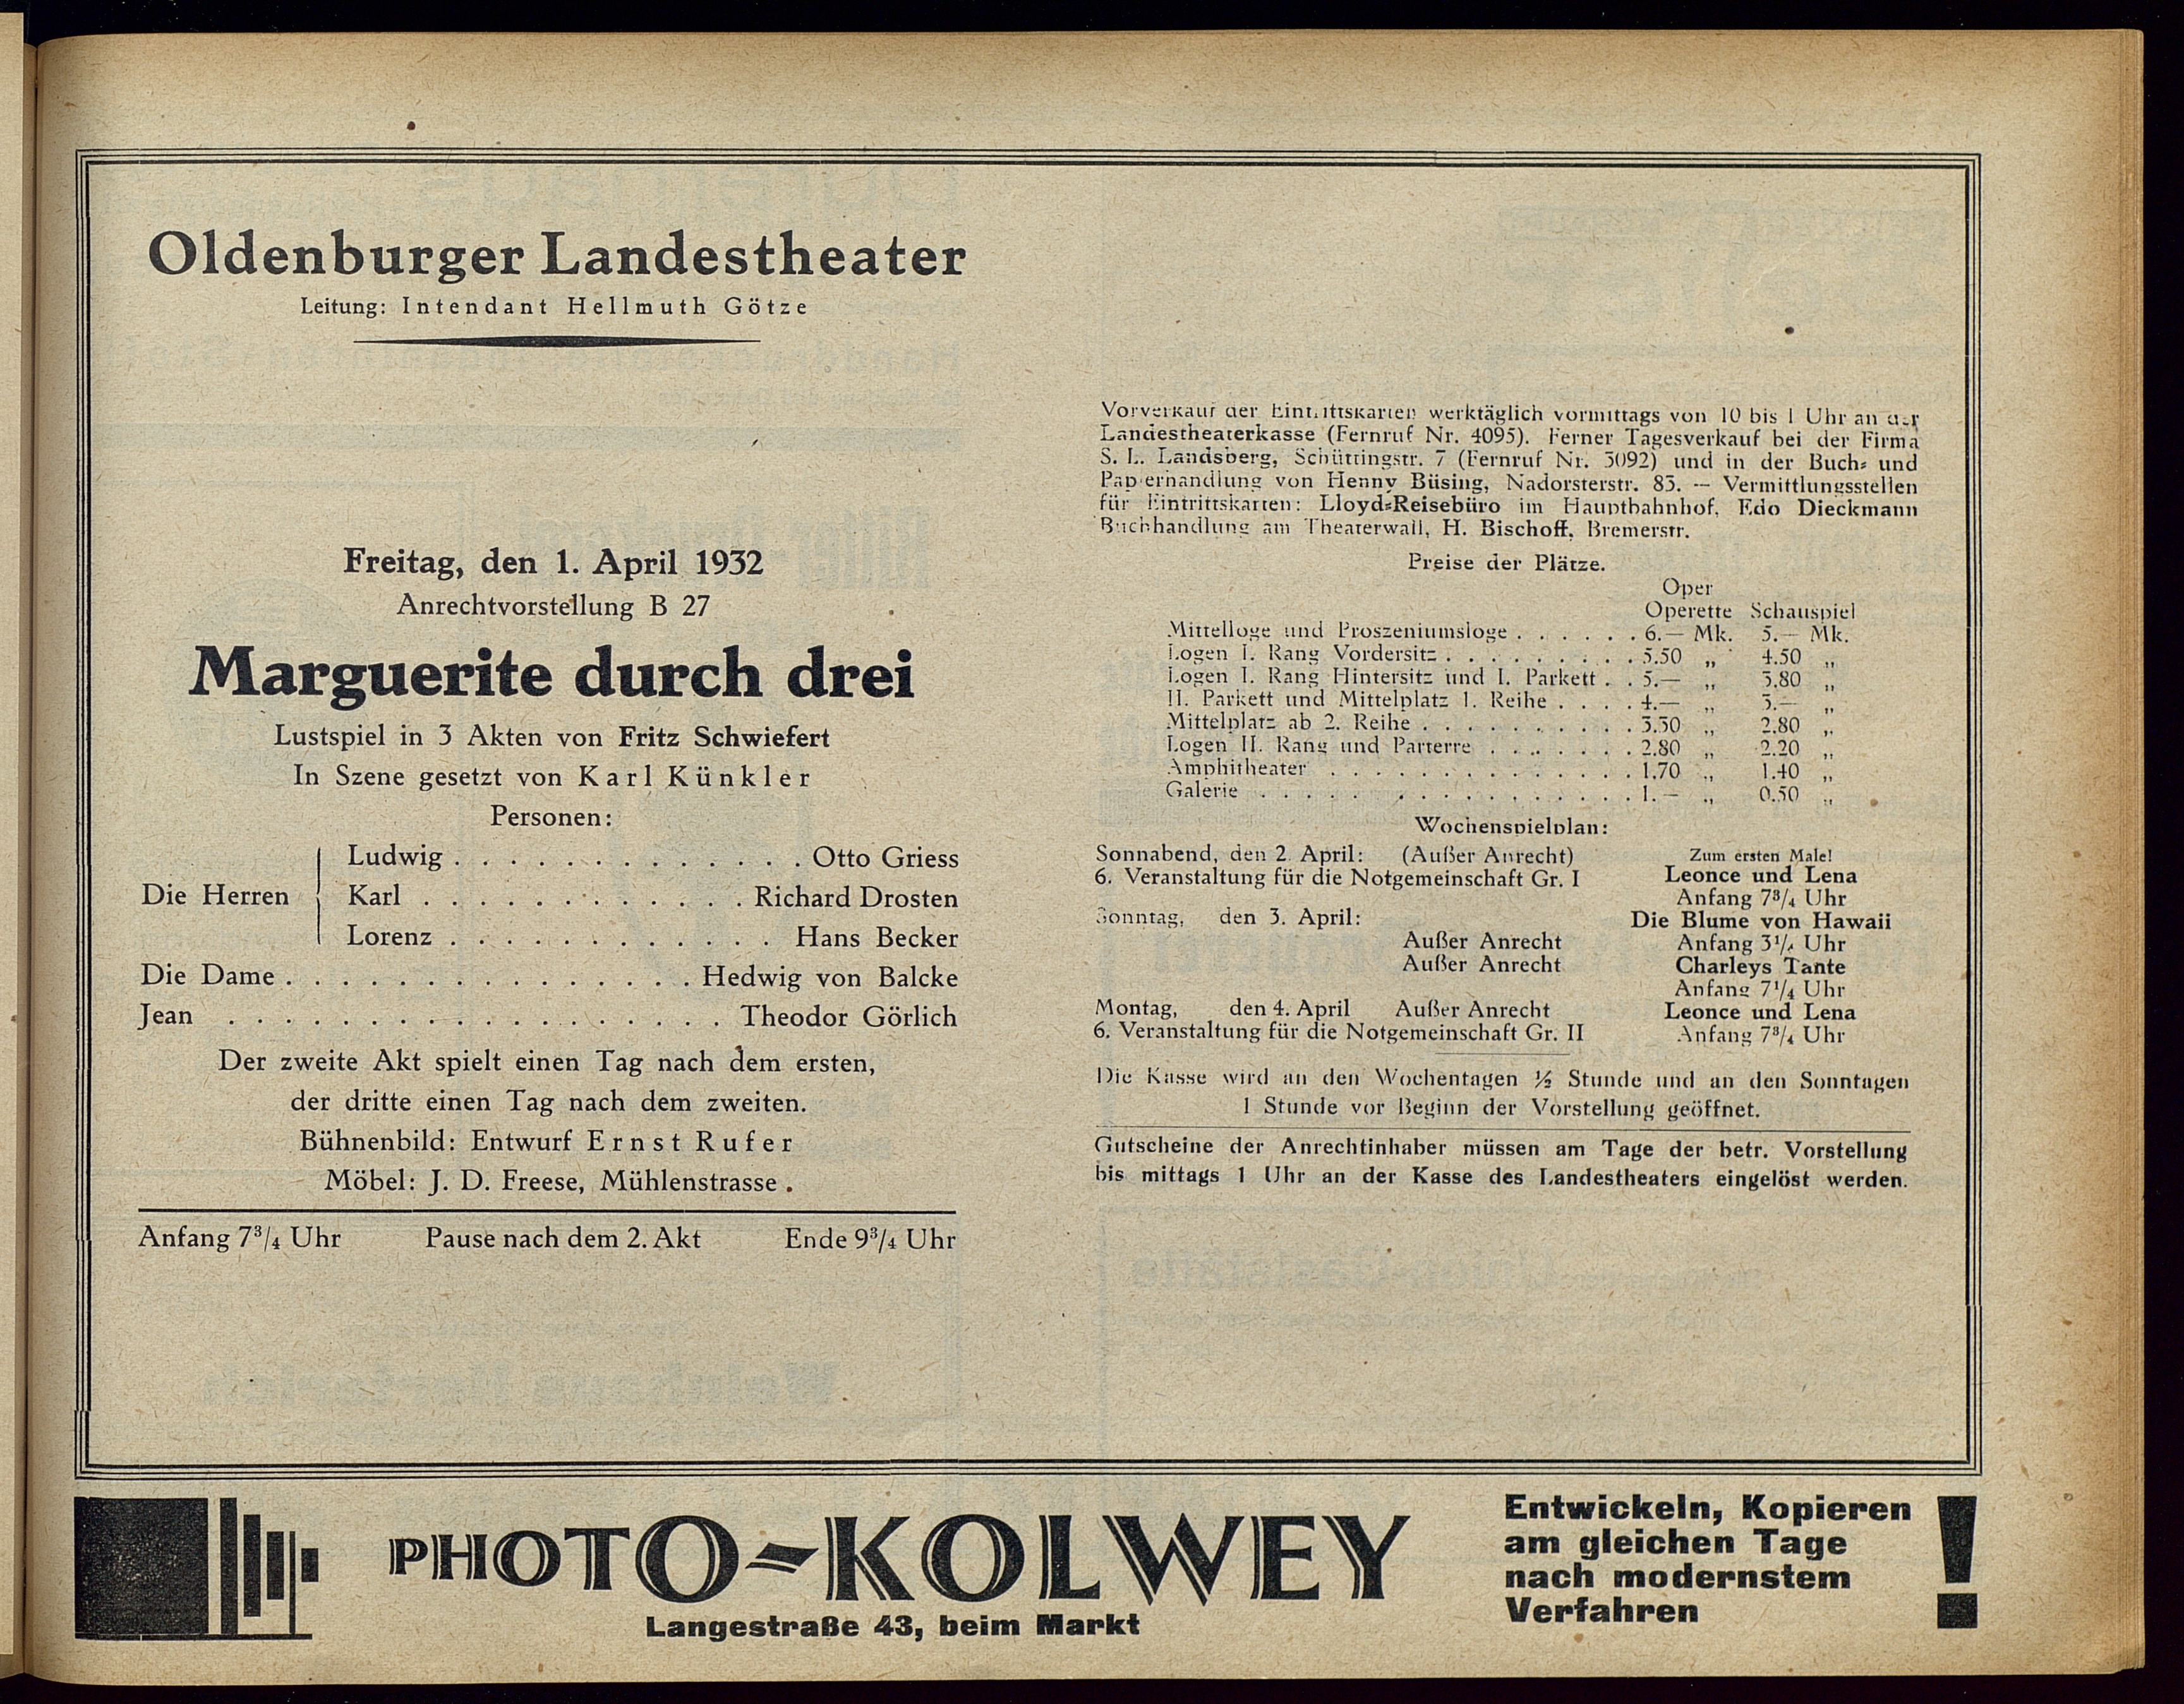 Oldenburger Landestheater
Leitung: Intendant Hellmuth Götze
Freitag, den 1. April 1932
Anrechtvorstellung B 27
Marguerite durch drei
Lustspiel in 3 Akten von Fritz Schwiefert
In Szene gesetzt von Karl Künkler
Personen:
Ludwig . . . . . . . . . . . . . Otto Griess
Die Herren Karl . . . . . . . . . . . . Richard Drosten
Lorenz . . . . . . . . . . . . Hans Becker
Die Dame . . . . . . . . . . . . . . . Hedwig von Balcke
Jean . . . . . . . . . . . . . . . . . . Theodor Görlich
Der zweite Akt spielt einen Tag nach dem ersten,
der dritte einen Tag nach dem zweiten.
Bühnenbild: Entwurf Ernst Rufer
Möbel: J. D. Freese, Mühlenstrasse .
Anfang 7¾ Uhr Pause nach dem 2. Akt Ende 9¾ Uhr
Vorverkauf der Eintrittskarten werktäglich vormittags von 10 bis 1 Uhr an der
Landestheaterkasse (Fernruf Nr. 4095). Ferner Tagesverkauf bei der Firma
S. L. Landsberg, Schüttingstr. 7 (Fernruf Nr. 3092) und in der Buch- und
Papierhandlung von Henny Büsing, Nadorsterstr. 83. — Vermittlungsstellen
für Eintrittskarten: Lloyd-Reisebüro im Hauptbahnhof, Edo Dieckmann
Buchhandlung am Theaterwall, H. Bischoff, Bremerstr.
Preise der Plätze.
Oper
Operette Schauspiel
Mittelloge und Proszeniumsloge . . . . . . 6.— Mk. 5.— Mk.
Logen I. Rang Vordersitz . . . . . . . . . 5.50 „ 4.50 „
Logen I. Rang Hintersitz und I. Parkett . . 5.— „ 3.80 „
II. Parkett und Mittelplatz 1. Reihe . . . . 4.— „ 3.— „
Mittelplatz ab 2. Reihe . . . . . . . . . . 3.30 „ 2.80 „
Logen II. Rang und Parterre . . . . . . . 2.80 „ 2.20 „
Amphitheater . . . . . . . . . . . . . . 1.70 „ 1.40 „
Galerie . . . . . . . . . . . . . . . . . 1.— „ 0.50 „
Wochenspielplan:
Sonnabend, den 2. April: (Außer Anrecht) Zum ersten Male!
6. Veranstaltung für die Notgemeinschaft Gr. I Leonce und Lena
Anfang 7¾ Uhr
Sonntag, den 3. April: Die Blume von Hawaii
Außer Anrecht Anfang 3¼ Uhr
Außer Anrecht Charleys Tante
Anfang 7¼ Uhr
Montag, den 4. April Außer Anrecht Leonce und Lena
6. Veranstaltung für die Notgemeinschaft Gr. II Anfang 7¾ Uhr
Die Kasse wird an den Wochentagen ½ Stunde und an den Sonntagen
1 Stunde vor Beginn der Vorstellung geöffnet.
Gutscheine der Anrechtinhaber müssen am Tage der betr. Vorstellung
bis mittags 1 Uhr an der Kasse des Landestheaters eingelöst werden.
PHOTO-KOLWEY
Langestraße 43, beim Markt
Entwickeln, Kopieren
am gleichen Tage
nach modernstem
Verfahren !